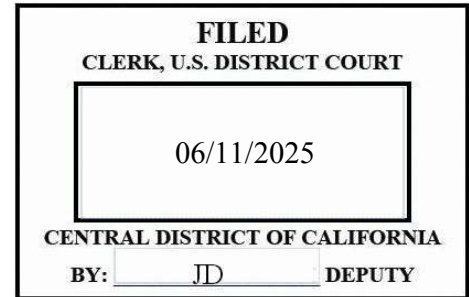 FILED
CLERK, U.S. DISTRICT COURT
06/11/2025
CENTRAL DISTRICT OF CALIFORNIA
BY: JD DEPUTY